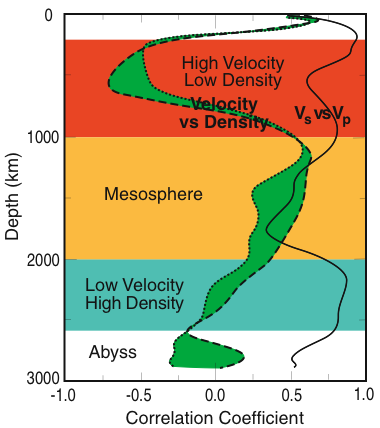 0
High Velocity
Low Density
Velocity
vs Density
Vs vs Vp
1000
Mesosphere
Depth (km)
2000
Low Velocity
High Density
Abyss
3000
-1.0 -0.5 0.0 0.5 1.0
Correlation Coefficient